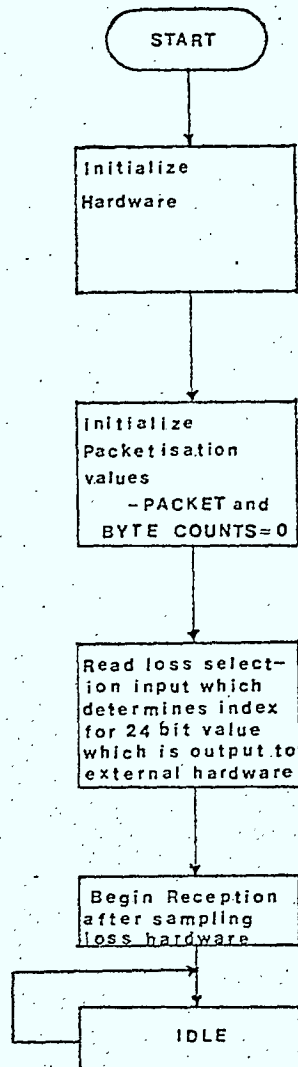 START
Initialize
Hardware
initialize
Packetisation
values
-PACKET and
BYTE COUNTS=0
Read loss select-
ion input which
determines index
for 24 bit value
which is output to
external hardware
Begin Reception
after sampling
loss hardware
IDLE